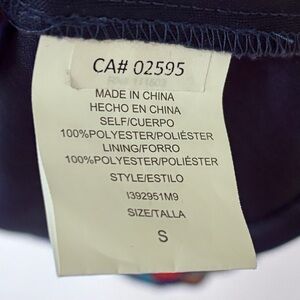 CA# 02595
MADE IN CHINA
HECHO EN CHINA
SELF/CUERPO
100%POLYESTER/POLIÉSTER
LINING/FORRO
100%POLYESTER/POLIÉSTER
STYLE/ESTILO
I392951M9
SIZE/TALLA
S